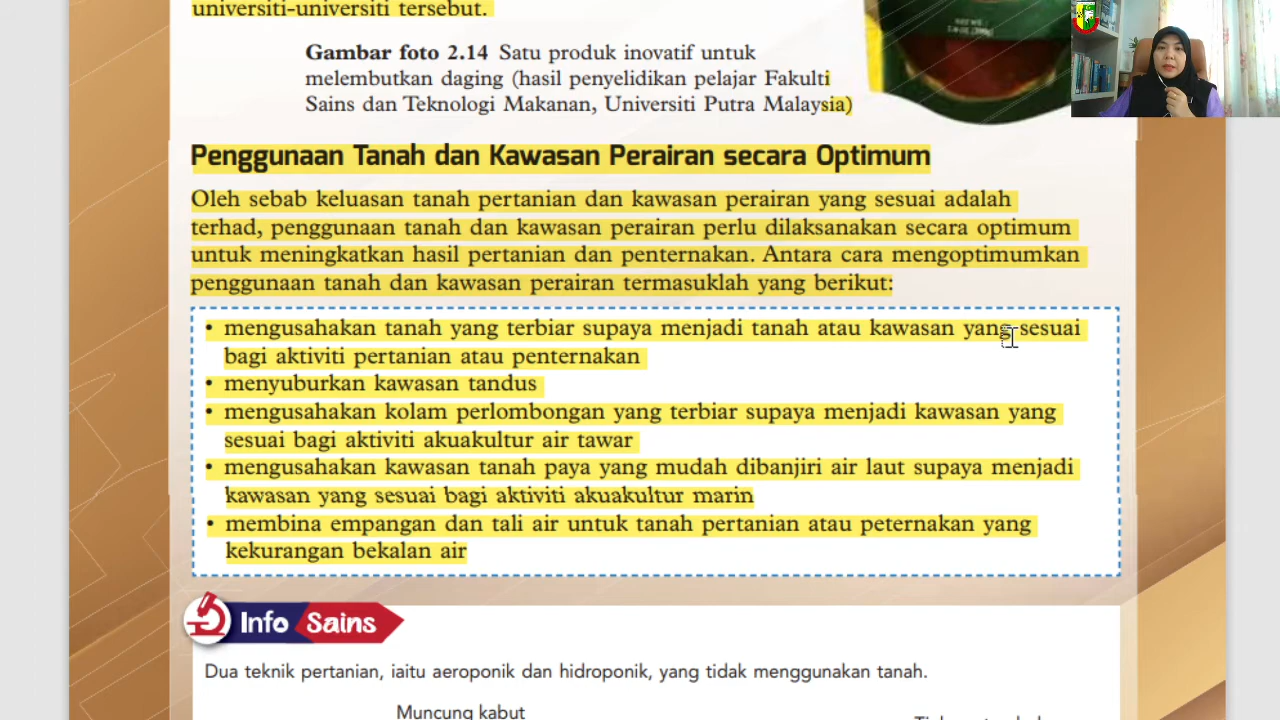 universiti-universiti tersebut.
Gambar foto 2.14 Satu produk inovatif untuk
melembutkan daging (hasil penyelidikan pelajar Fakulti
Sains dan Teknologi Makanan, Universiti Putra Malaysia)
Penggunaan Tanah dan Kawasan Perairan secara Optimum
Oleh sebab keluasan tanah pertanian dan kawasan perairan yang sesuai adalah
terhad, penggunaan tanah dan kawasan perairan perlu dilaksanakan secara optimum
untuk meningkatkan hasil pertanian dan penternakan. Antara cara mengoptimumkan
penggunaan tanah dan kawasan perairan termasuklah yang berikut:
• mengusahakan tanah yang terbiar supaya menjadi tanah atau kawasan yang sesuai
bagi aktiviti pertanian atau penternakan
• menyuburkan kawasan tandus
• mengusahakan kolam perlombongan yang terbiar supaya menjadi kawasan yang
sesuai bagi aktiviti akuakultur air tawar
• mengusahakan kawasan tanah paya yang mudah dibanjiri air laut supaya menjadi
kawasan yang sesuai bagi aktiviti akuakultur marin
• membina empangan dan tali air untuk tanah pertanian atau peternakan yang
kekurangan bekalan air
Info Sains
Dua teknik pertanian, iaitu aeroponik dan hidroponik, yang tidak menggunakan tanah.
Muncung kabut